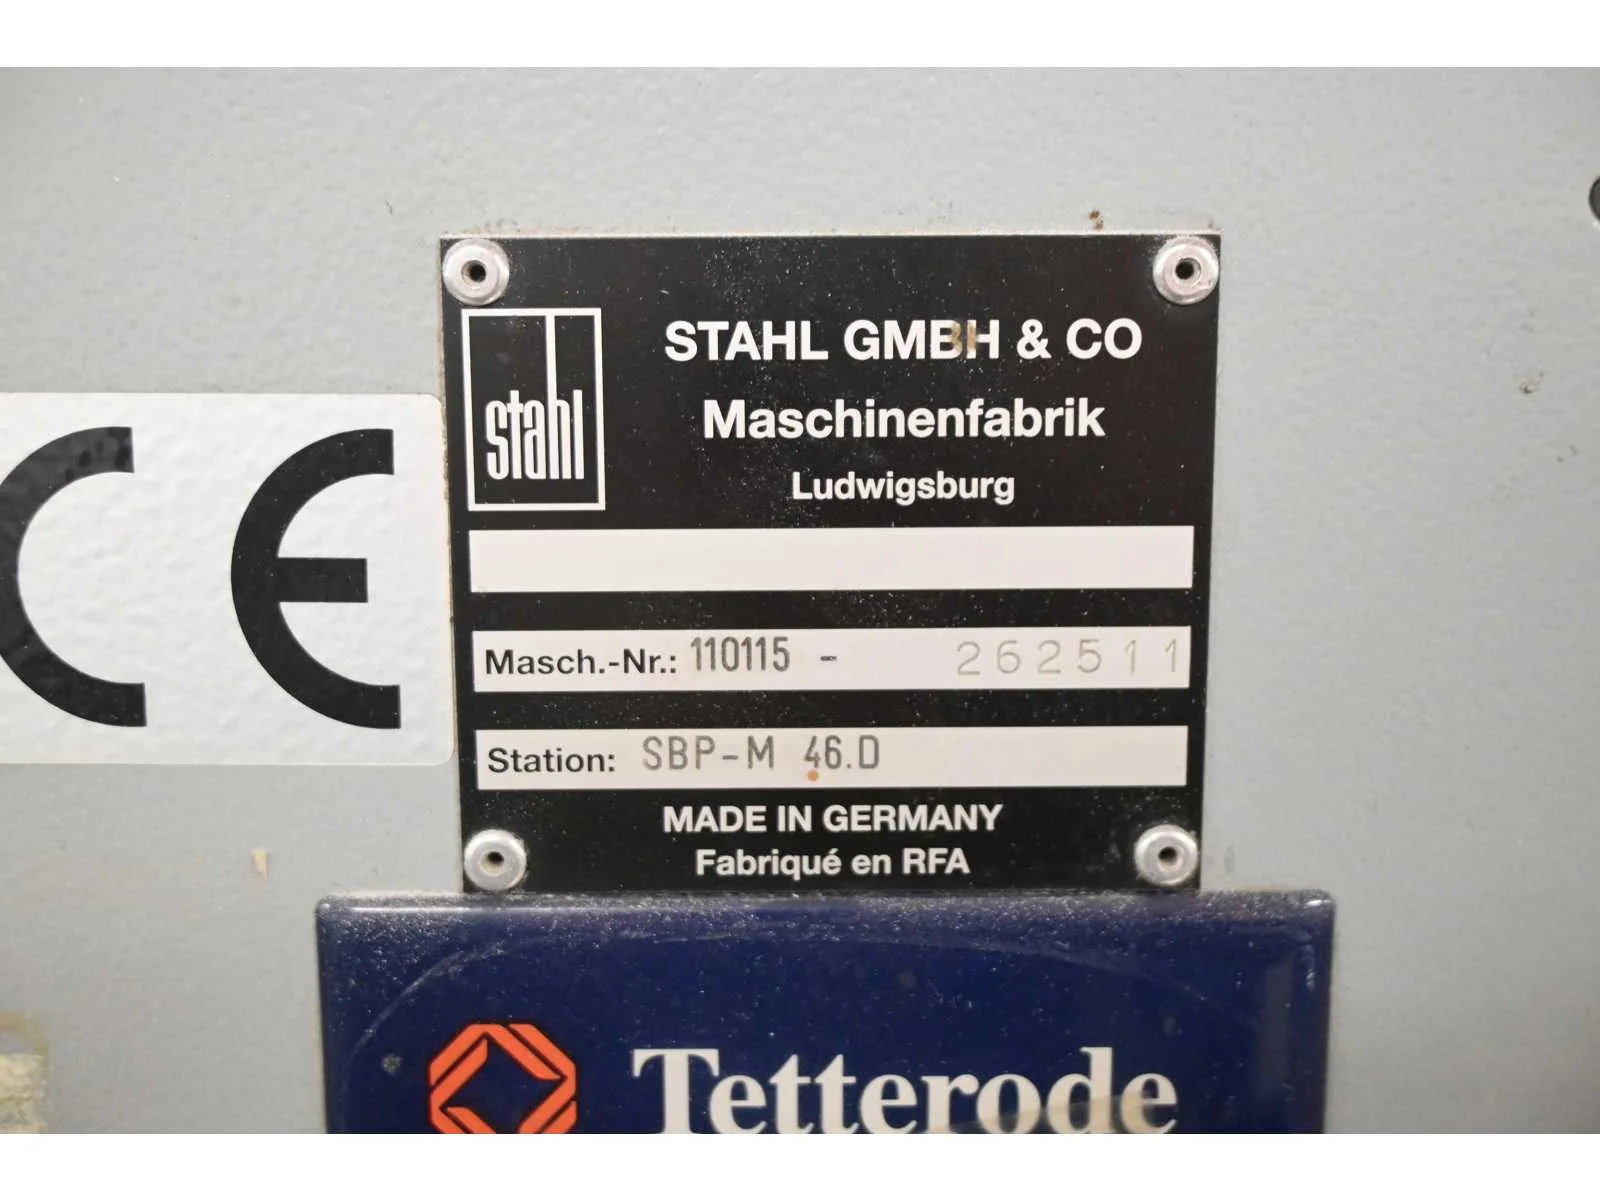 CE
stahl
STAHL GMBH & CO
Maschinenfabrik
Ludwigsburg
Masch.-Nr.: 110115 - 262511
Station: SBP-M 46.D
MADE IN GERMANY
Fabriqué en RFA
Tetterode